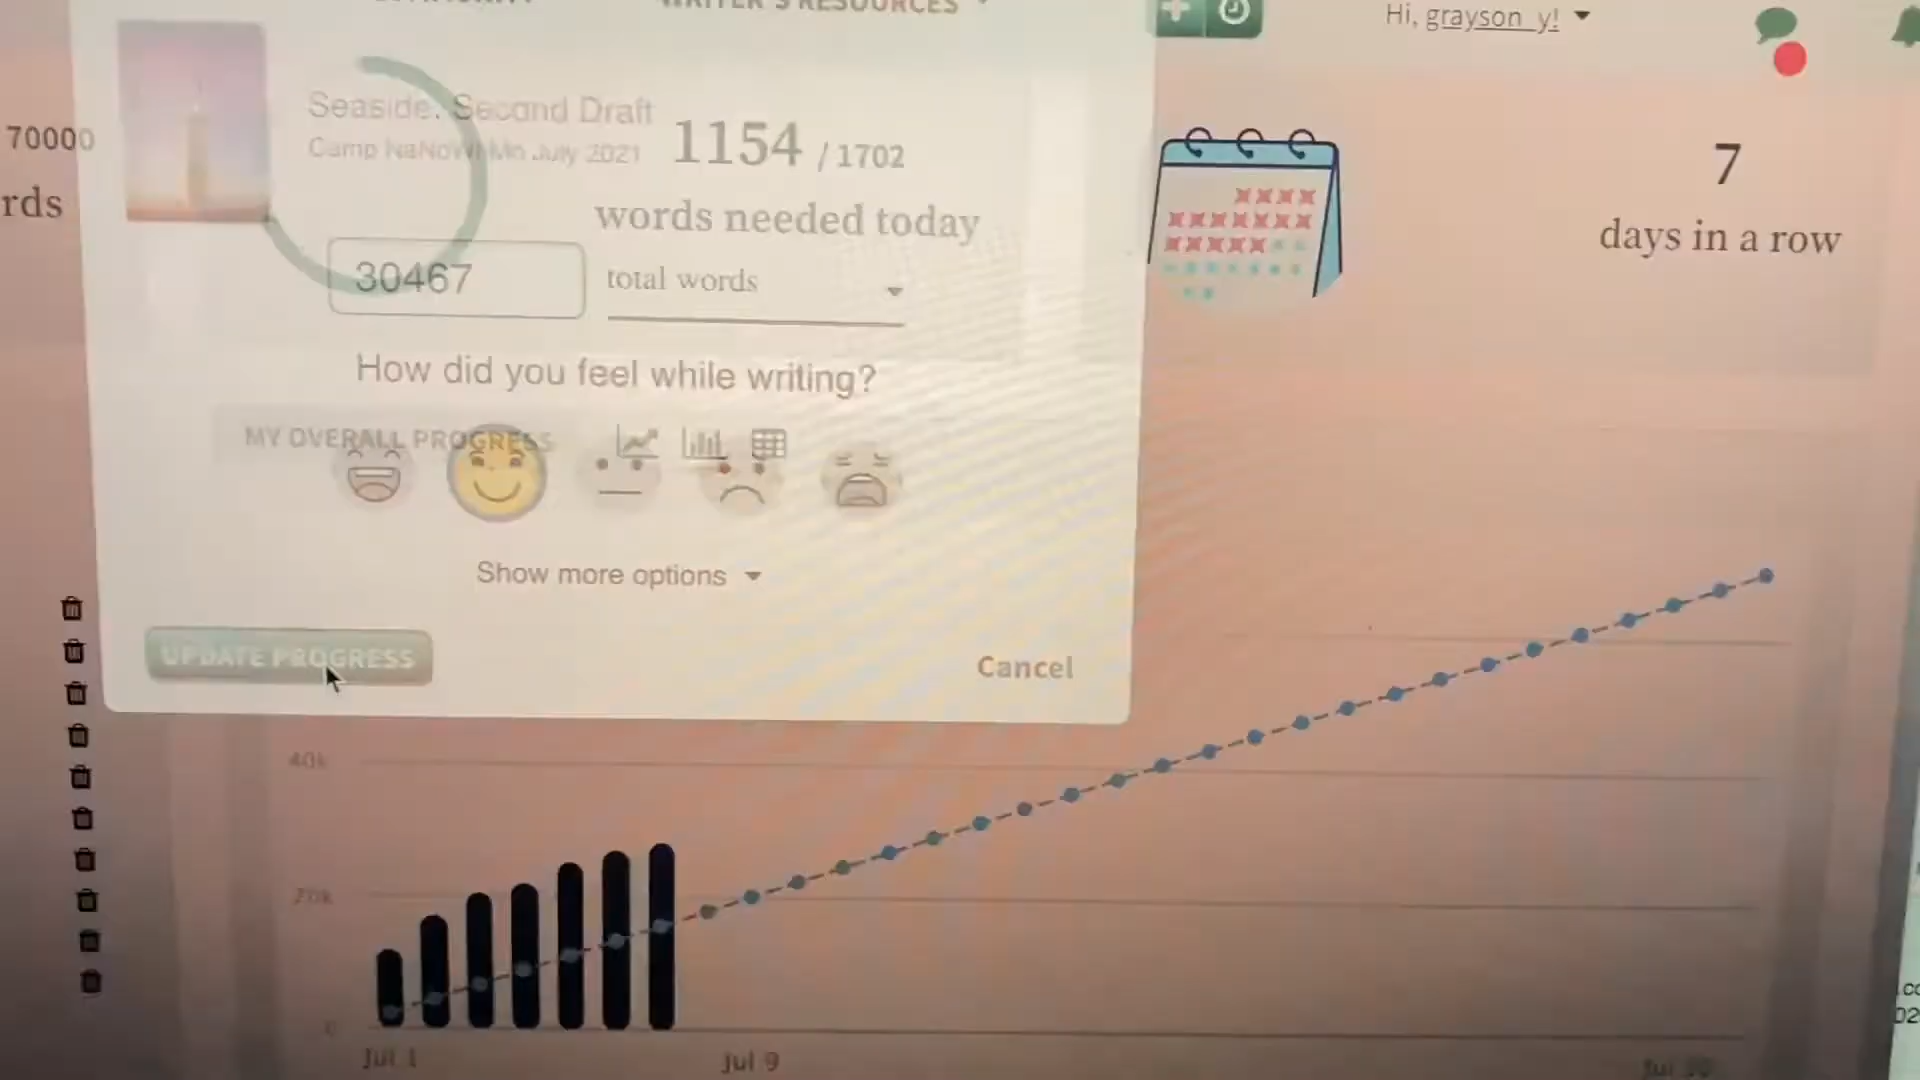 WRITER'S RESOURCES
Hi, grayson_y!
70000
rds
Seaside: Second Draft
Camp NaNoWriMo July 2021
1154 / 1702
words needed today
7
days in a row
30467
total words
How did you feel while writing?
MY OVERALL PROGRESS
Show more options
UPDATE PROGRESS
Cancel
40k
20k
0
Jul 1
Jul 9